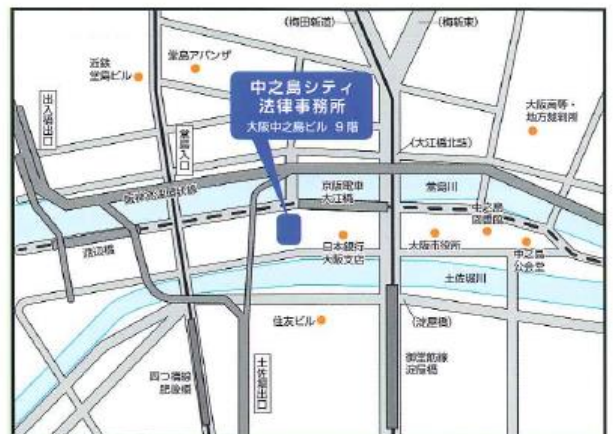 (梅田新道)
(梅新東)
近鉄
堂島ビル
堂島アバンザ
出入橋出口
堂島入口
中之島シティ
法律事務所
大阪中之島ビル 9階
大阪高等・
地方裁判所
(大江橋北詰)
阪神高速環状線
京阪電車
大江橋
堂島川
中之島
図書館
渡辺橋
日本銀行
大阪支店
大阪市役所
中之島
公会堂
土佐堀川
住友ビル
(淀屋橋)
四つ橋線
肥後橋
土佐堀出口
御堂筋線
淀屋橋